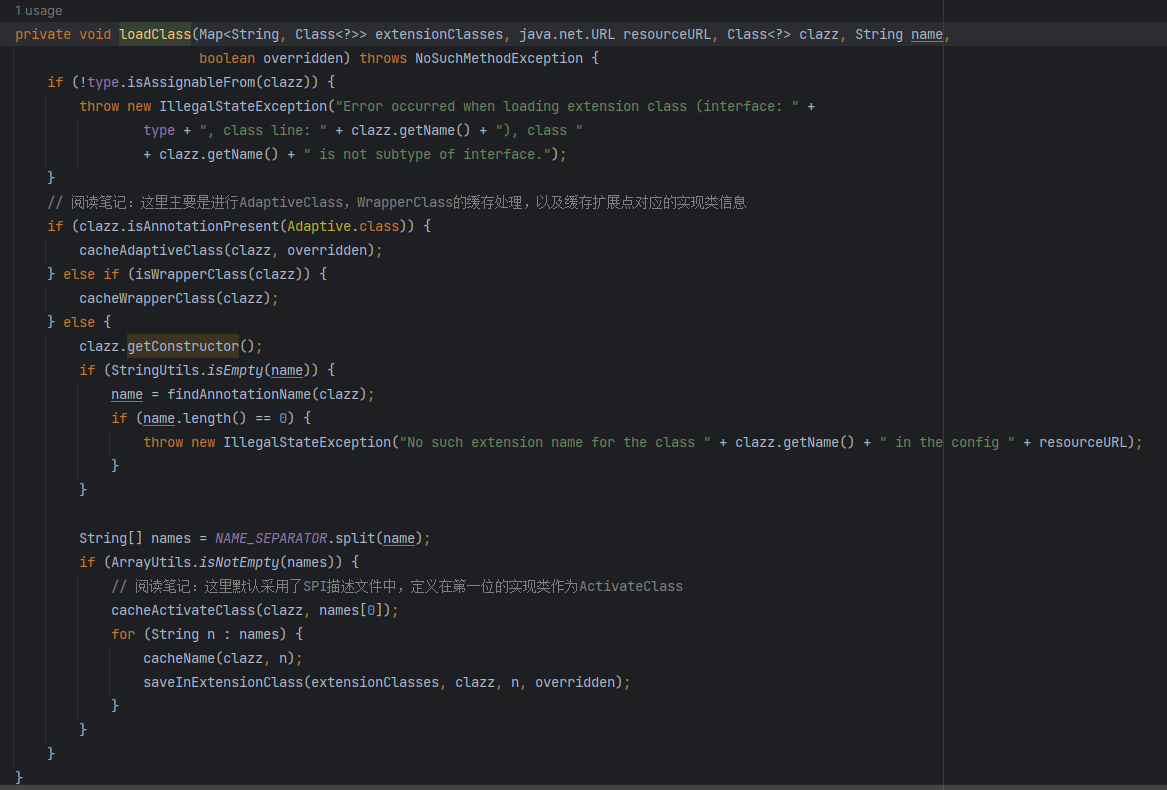 1 usage
private void loadClass(Map<String, Class<?>> extensionClasses, java.net.URL resourceURL, Class<?> clazz, String name,
                       boolean overridden) throws NoSuchMethodException {
    if (!type.isAssignableFrom(clazz)) {
        throw new IllegalStateException("Error occurred when loading extension class (interface: " +
                type + ", class line: " + clazz.getName() + "), class "
                + clazz.getName() + " is not subtype of interface.");
    }
    // 阅读笔记：这里主要是进行AdaptiveClass，WrapperClass的缓存处理，以及缓存扩展点对应的实现类信息
    if (clazz.isAnnotationPresent(Adaptive.class)) {
        cacheAdaptiveClass(clazz, overridden);
    } else if (isWrapperClass(clazz)) {
        cacheWrapperClass(clazz);
    } else {
        clazz.getConstructor();
        if (StringUtils.isEmpty(name)) {
            name = findAnnotationName(clazz);
            if (name.length() == 0) {
                throw new IllegalStateException("No such extension name for the class " + clazz.getName() + " in the config " + resourceURL);
            }
        }

        String[] names = NAME_SEPARATOR.split(name);
        if (ArrayUtils.isNotEmpty(names)) {
            // 阅读笔记：这里默认采用了SPI描述文件中，定义在第一位的实现类作为ActivateClass
            cacheActivateClass(clazz, names[0]);
            for (String n : names) {
                cacheName(clazz, n);
                saveInExtensionClass(extensionClasses, clazz, n, overridden);
            }
        }
    }
}